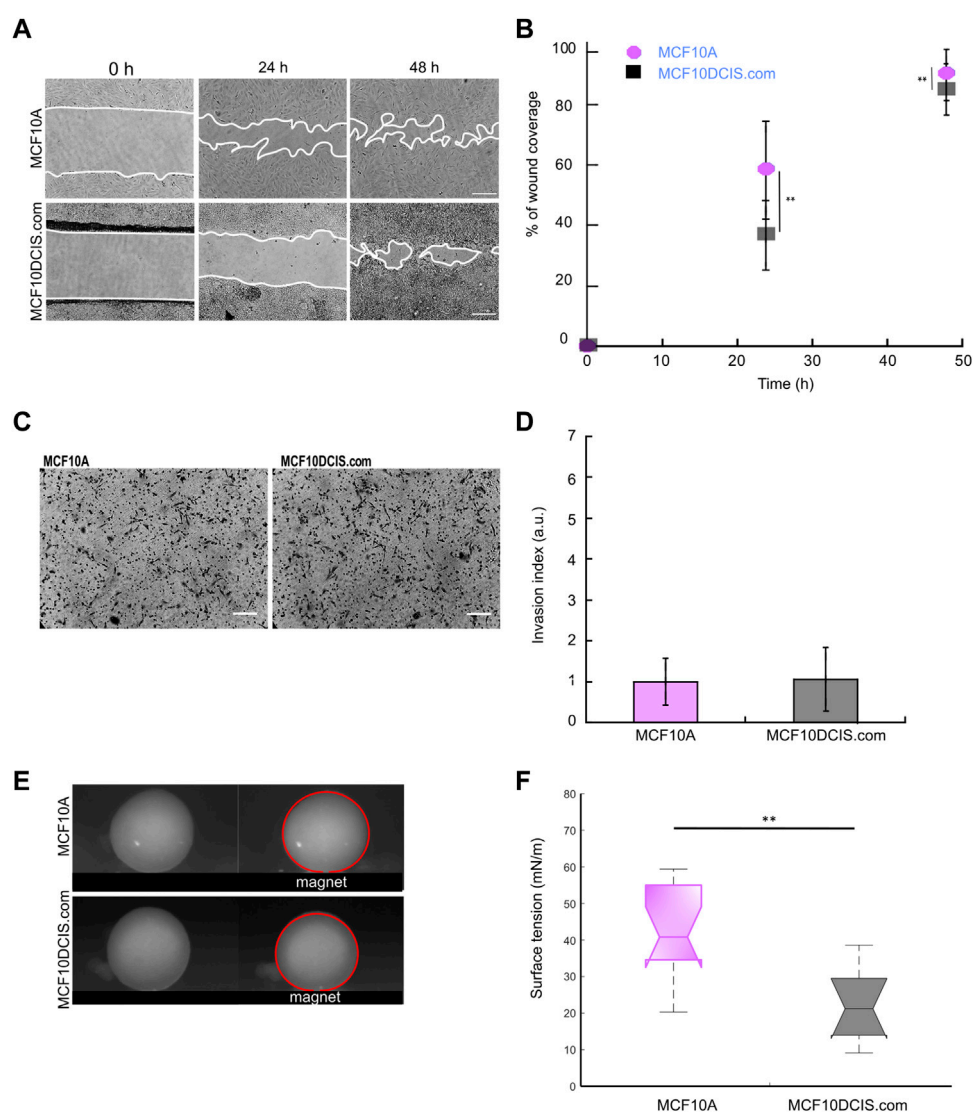 A
0 h
24 h
48 h
MCF10A
MCF10DCIS.com
B
MCF10A
MCF10DCIS.com
% of wound coverage
100
80
60
40
20
0
**
**
0
10
20
30
40
50
Time (h)
C
MCF10A
MCF10DCIS.com
D
Invasion index (a.u.)
7
6
5
4
3
2
1
0
MCF10A
MCF10DCIS.com
E
MCF10A
magnet
MCF10DCIS.com
magnet
F
Surface tension (mN/m)
80
70
60
50
40
30
20
10
0
**
MCF10A
MCF10DCIS.com